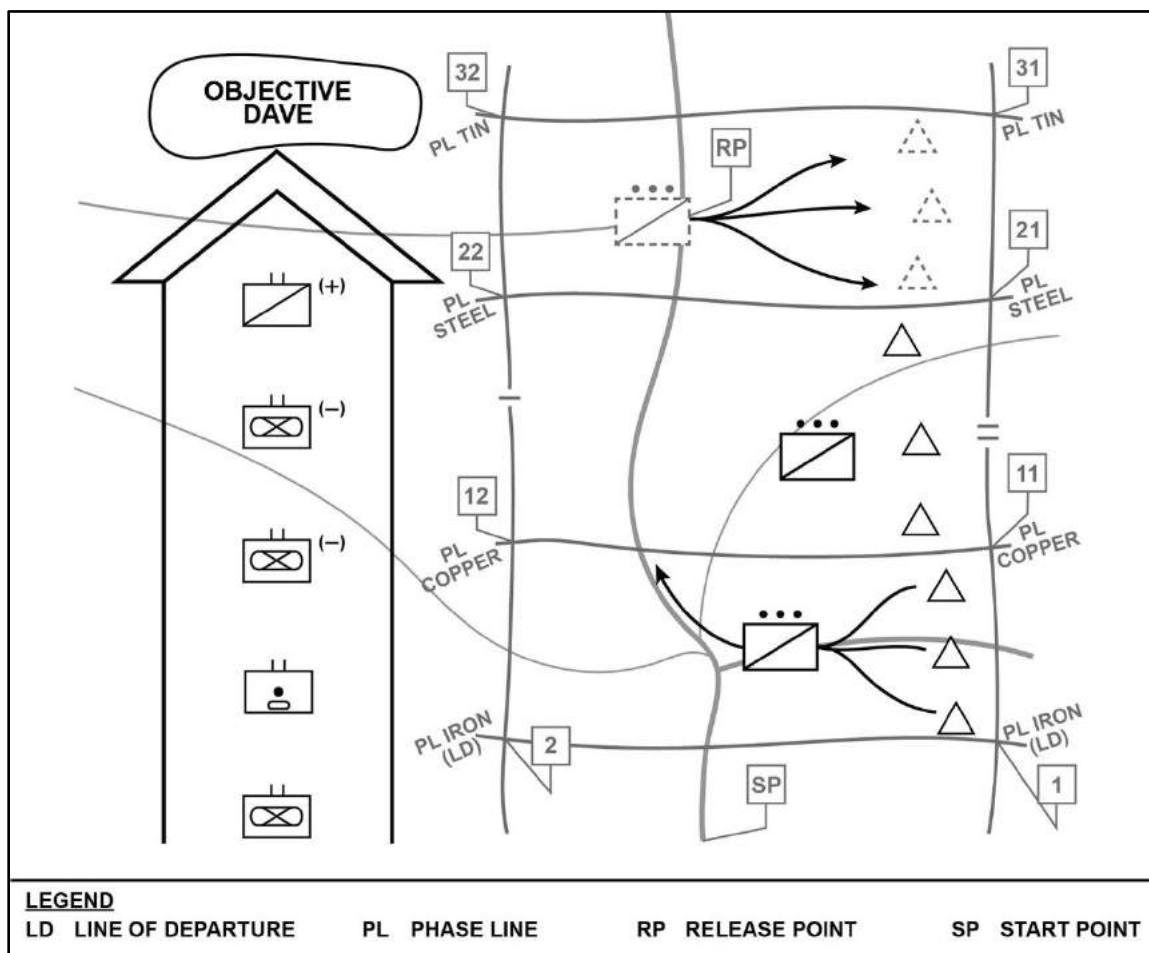 OBJECTIVE
DAVE
32
31
PL TIN
PL TIN
RP
22
21
PL
STEEL
PL
STEEL
(+)
(−)
12
11
PL
COPPER
PL
COPPER
(−)
PL IRON
(LD)
2
PL IRON
(LD)
SP
1
LEGEND
LD LINE OF DEPARTURE PL PHASE LINE RP RELEASE POINT SP START POINT